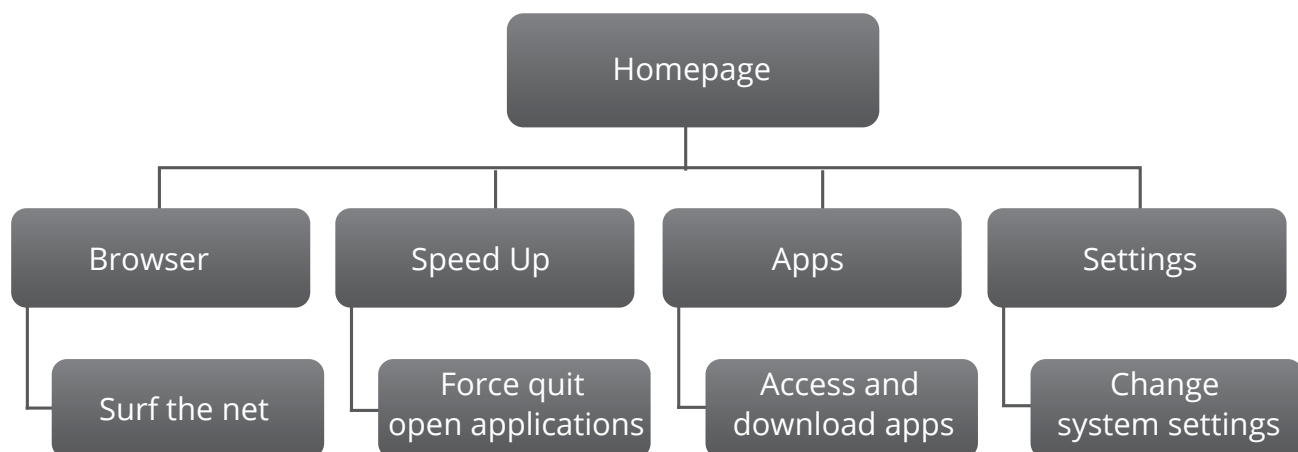 Homepage
Browser
Speed Up
Apps
Settings
Surf the net
Force quit
open applications
Access and
download apps
Change
system settings